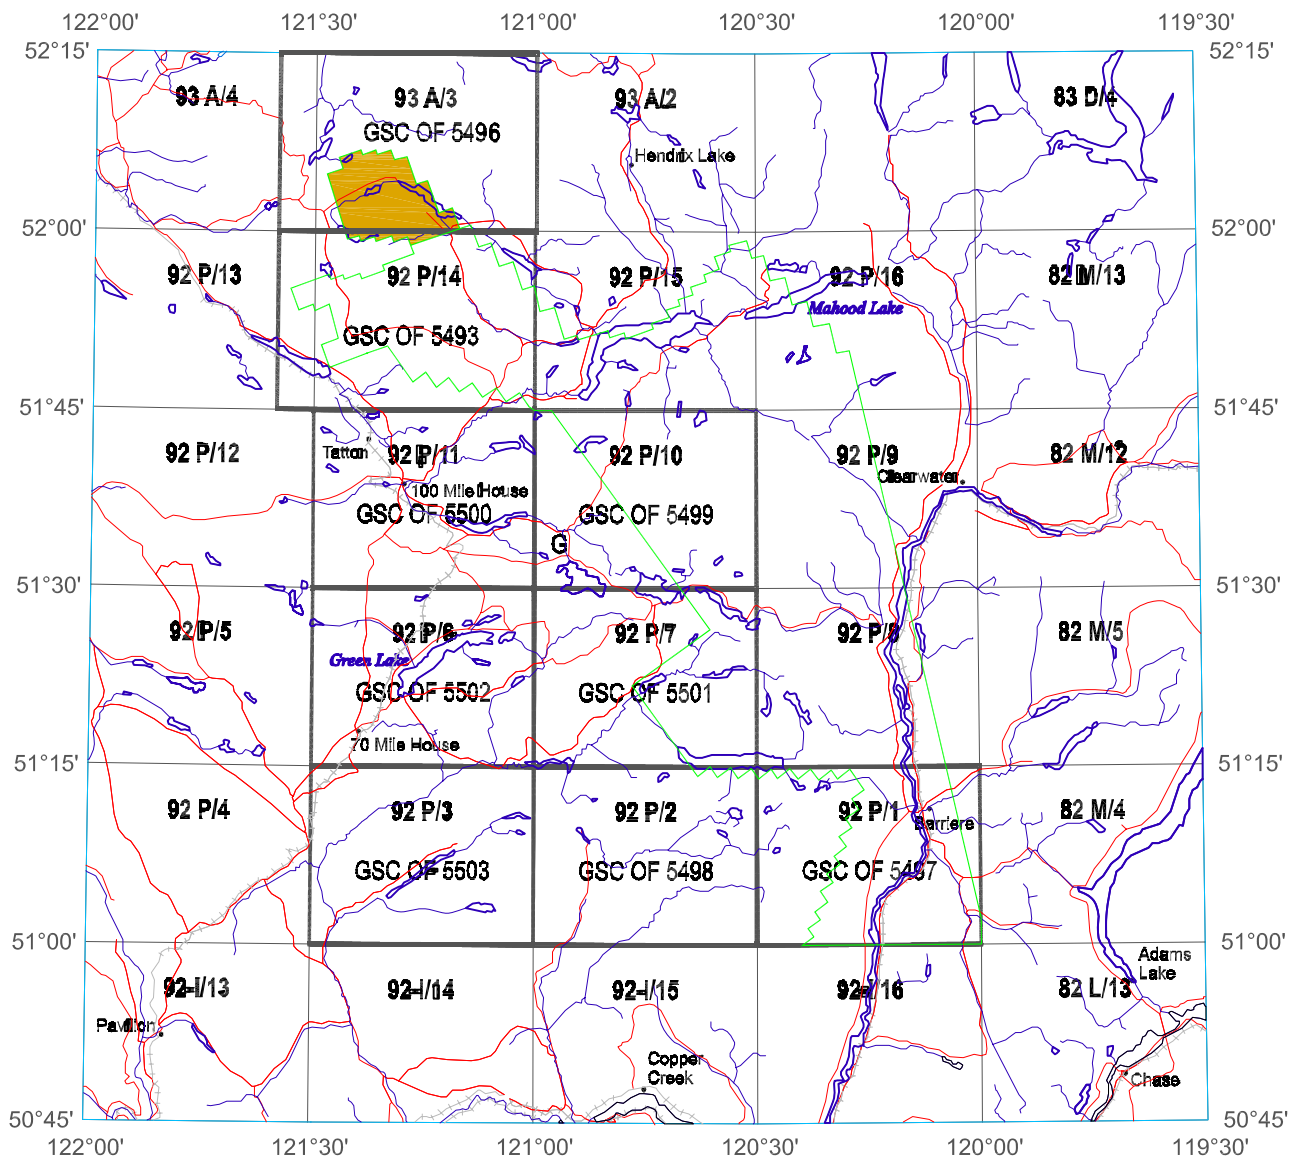 122°00' 121°30' 121°00' 120°30' 120°00' 119°30'
52°15' 52°15'
93 A/4 93 A/3 93 A/2 83 D/4
GSC OF 5496
Hendrix Lake
52°00' 52°00'
92 P/13 92 P/14 92 P/15 92 P/16 82 M/13
Mahood Lake
GSC OF 5493
51°45' 51°45'
92 P/12 92 P/11 92 P/10 92 P/9 82 M/12
Tatton
Clearwater
100 Mile House
GSC OF 5500 GSC OF 5499
G
51°30' 51°30'
92 P/5 92 P/6 92 P/7 92 P/8 82 M/5
Green Lake
GSC OF 5502 GSC OF 5501
70 Mile House
51°15' 51°15'
92 P/4 92 P/3 92 P/2 92 P/1 82 M/4
Barriere
GSC OF 5503 GSC OF 5498 GSC OF 5497
51°00' 51°00'
Adams
Lake
92-I/13 92-I/14 92-I/15 92-I/16 82 L/13
Pavilion
Copper
Creek
Chase
50°45' 50°45'
122°00' 121°30' 121°00' 120°30' 120°00' 119°30'